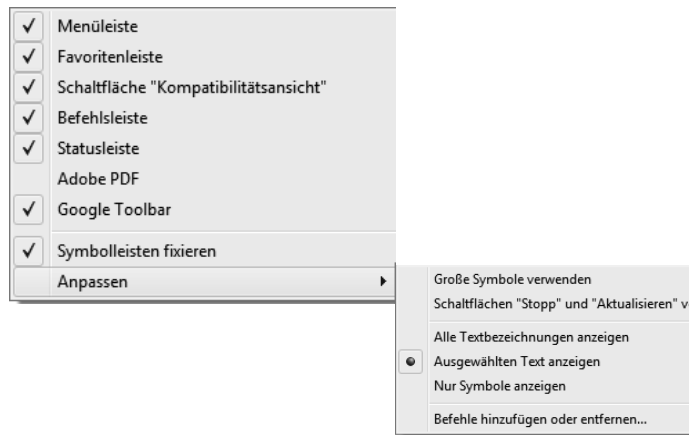 Menüleiste
Favoritenleiste
Schaltfläche "Kompatibilitätsansicht"
Befehlsleiste
Statusleiste
Adobe PDF
Google Toolbar
Symbolleisten fixieren
Anpassen
Große Symbole verwenden
Schaltflächen "Stopp" und "Aktualisieren"
Alle Textbezeichnungen anzeigen
Ausgewählten Text anzeigen
Nur Symbole anzeigen
Befehle hinzufügen oder entfernen...